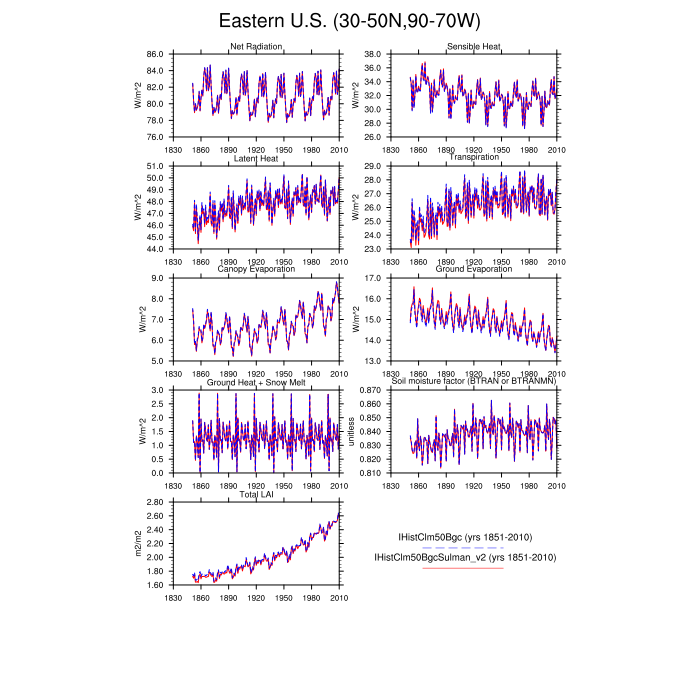 Eastern U.S. (30-50N,90-70W)
Net Radiation
Sensible Heat
86.0
84.0
82.0
80.0
78.0
76.0
W/m^2
1830 1860 1890 1920 1950 1980 2010
38.0
36.0
34.0
32.0
30.0
28.0
26.0
W/m^2
1830 1860 1890 1920 1950 1980 2010
Latent Heat
Transpiration
51.0
50.0
49.0
48.0
47.0
46.0
45.0
44.0
W/m^2
1830 1860 1890 1920 1950 1980 2010
29.0
28.0
27.0
26.0
25.0
24.0
23.0
W/m^2
1830 1860 1890 1920 1950 1980 2010
Canopy Evaporation
Ground Evaporation
9.0
8.0
7.0
6.0
5.0
W/m^2
1830 1860 1890 1920 1950 1980 2010
17.0
16.0
15.0
14.0
13.0
W/m^2
1830 1860 1890 1920 1950 1980 2010
Ground Heat + Snow Melt
Soil moisture factor (BTRAN or BTRANMN)
3.0
2.5
2.0
1.5
1.0
0.5
0.0
W/m^2
1830 1860 1890 1920 1950 1980 2010
0.870
0.860
0.850
0.840
0.830
0.820
0.810
unitless
1830 1860 1890 1920 1950 1980 2010
Total LAI
2.80
2.60
2.40
2.20
2.00
1.80
1.60
m2/m2
1830 1860 1890 1920 1950 1980 2010
IHistClm50Bgc (yrs 1851-2010)
IHistClm50BgcSulman_v2 (yrs 1851-2010)